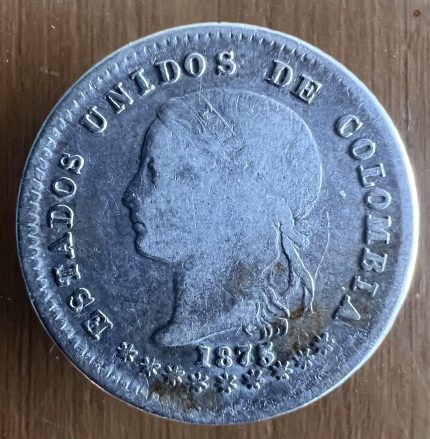 ESTADOS UNIDOS DE COLOMBIA
1875